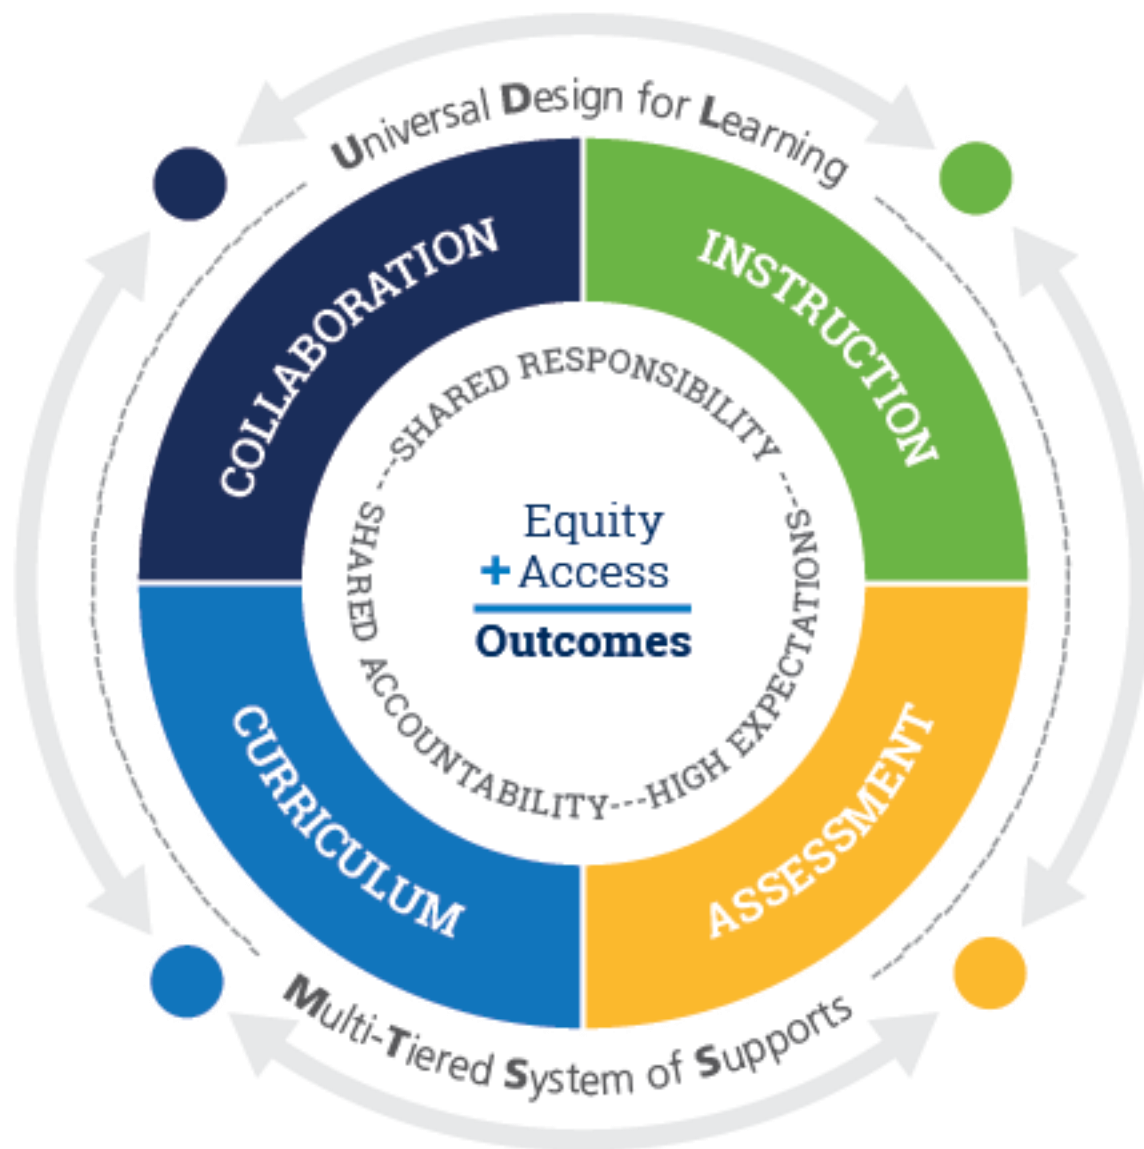 Universal Design for Learning
COLLABORATION
INSTRUCTION
---SHARED RESPONSIBILITY ---
SHARED ACCOUNTABILITY---HIGH EXPECTATIONS
Equity
+Access
Outcomes
CURRICULUM
ASSESSMENT
Multi-Tiered System of Supports